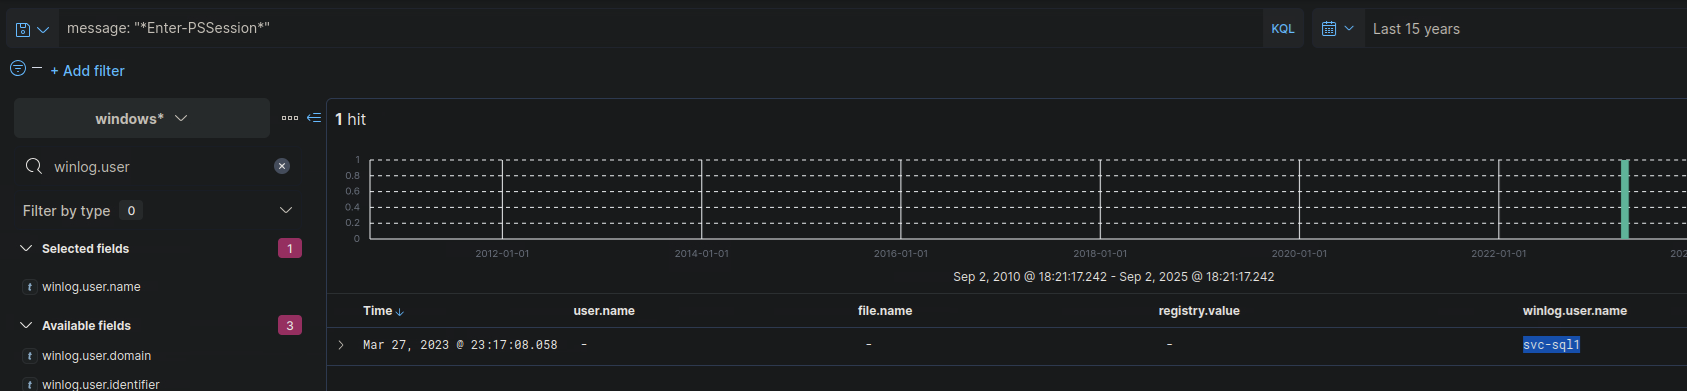 message: "*Enter-PSSession*"
KQL
Last 15 years
+ Add filter
windows*
1 hit
winlog.user
Filter by type 0
Selected fields 1
winlog.user.name
Available fields 3
winlog.user.domain
winlog.user.identifier
1
0.8
0.6
0.4
0.2
0
2012-01-01 2014-01-01 2016-01-01 2018-01-01 2020-01-01 2022-01-01
Sep 2, 2010 @ 18:21:17.242 - Sep 2, 2025 @ 18:21:17.242
Time user.name file.name registry.value winlog.user.name
Mar 27, 2023 @ 23:17:08.058 - - - svc-sql1